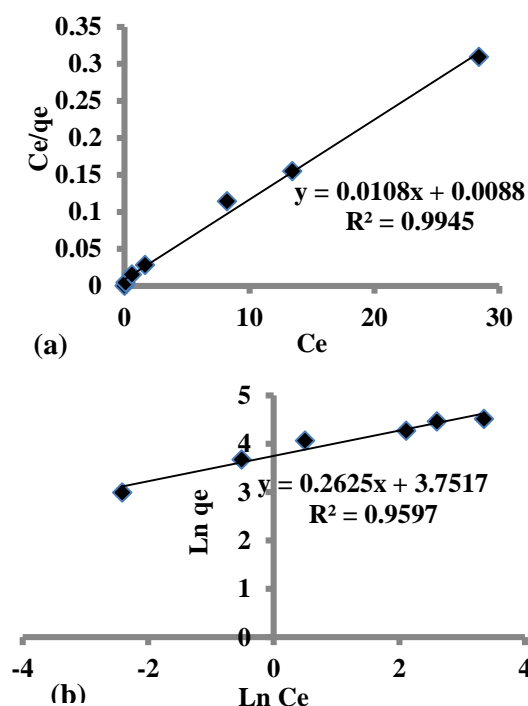 0.35
0.3
0.25
0.2
0.15
0.1
0.05
0
Ce/qe
y = 0.0108x + 0.0088
R² = 0.9945
0 10 20 30
(a) Ce
5
4
3
2
1
0
Ln qe
y = 0.2625x + 3.7517
R² = 0.9597
-4 -2 0 2 4
(b) Ln Ce